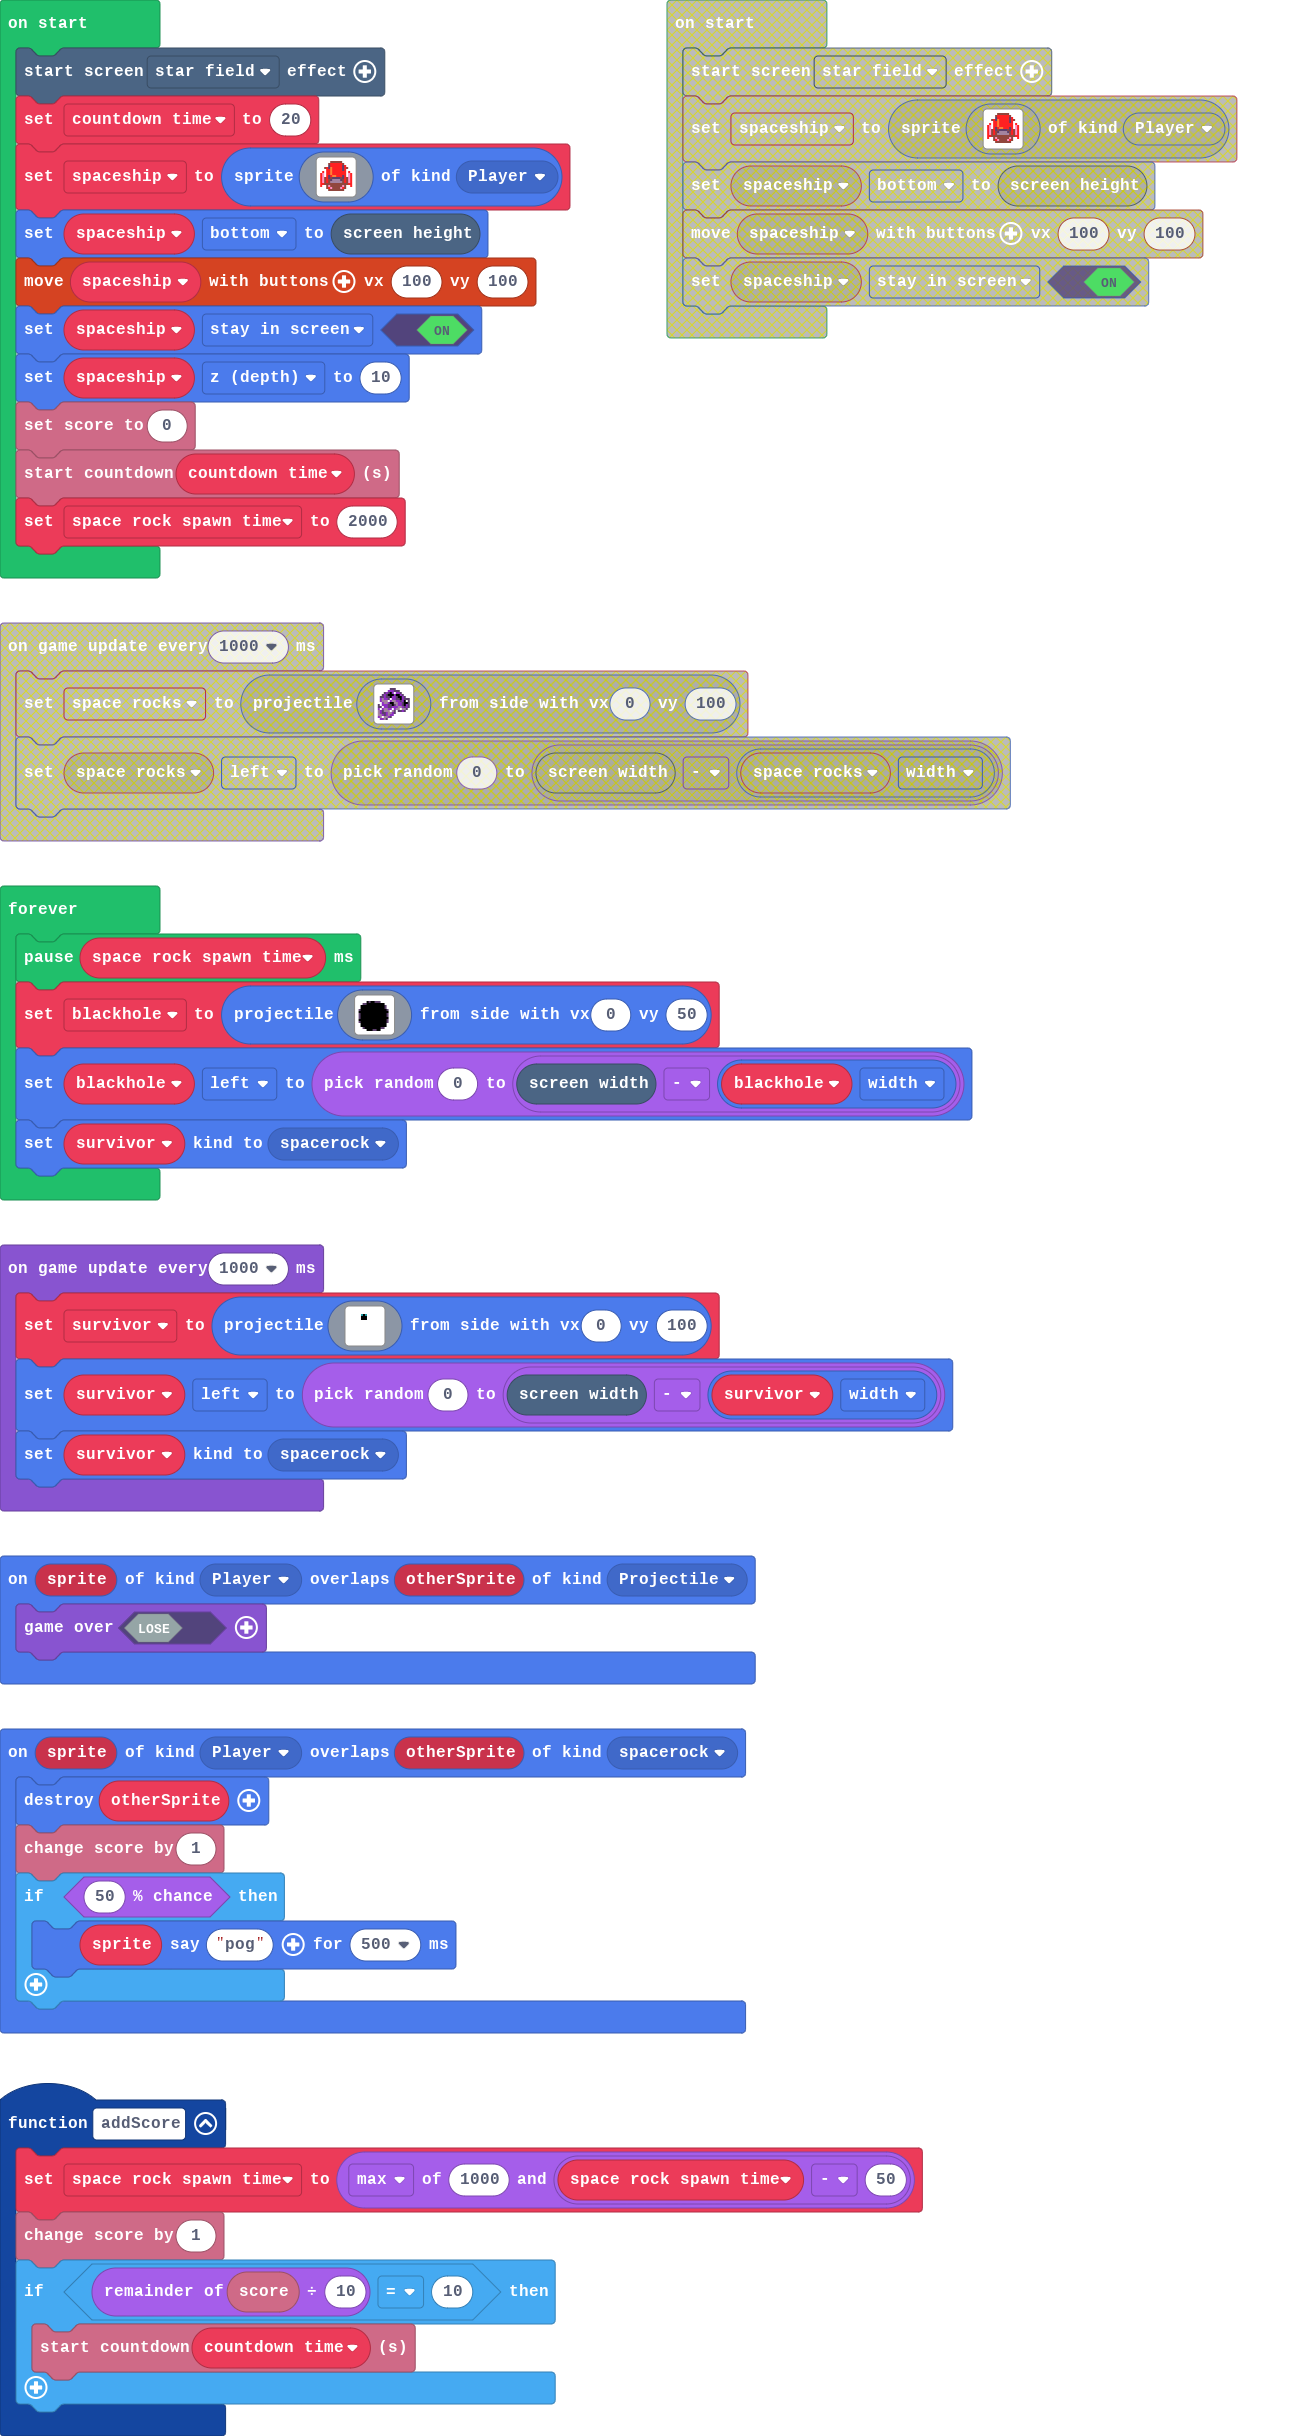 on start
start screen star field effect
set countdown time to 20
set spaceship to sprite of kind Player
set spaceship bottom to screen height
move spaceship with buttons vx 100 vy 100
set spaceship stay in screen ON
set spaceship z (depth) to 10
set score to 0
start countdown countdown time (s)
set space rock spawn time to 2000
on start
start screen star field effect
set spaceship to sprite of kind Player
set spaceship bottom to screen height
move spaceship with buttons vx 100 vy 100
set spaceship stay in screen ON
on game update every 1000 ms
set space rocks to projectile from side with vx 0 vy 100
set space rocks left to pick random 0 to screen width - space rocks width
forever
pause space rock spawn time ms
set blackhole to projectile from side with vx 0 vy 50
set blackhole left to pick random 0 to screen width - blackhole width
set survivor kind to spacerock
on game update every 1000 ms
set survivor to projectile from side with vx 0 vy 100
set survivor left to pick random 0 to screen width - survivor width
set survivor kind to spacerock
on sprite of kind Player overlaps otherSprite of kind Projectile
game over LOSE
on sprite of kind Player overlaps otherSprite of kind spacerock
destroy otherSprite
change score by 1
if 50 % chance then
sprite say "pog" for 500 ms
function addScore
set space rock spawn time to max of 1000 and space rock spawn time - 50
change score by 1
if remainder of score ÷ 10 = 10 then
start countdown countdown time (s)